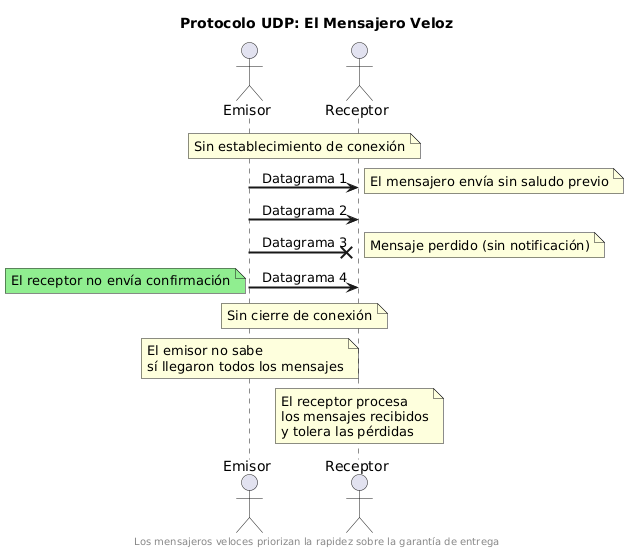 Protocolo UDP: El Mensajero Veloz
Emisor
Receptor
Sin establecimiento de conexión
Datagrama 1
El mensajero envía sin saludo previo
Datagrama 2
Datagrama 3
Mensaje perdido (sin notificación)
El receptor no envía confirmación
Datagrama 4
Sin cierre de conexión
El emisor no sabe
sí llegaron todos los mensajes
El receptor procesa
los mensajes recibidos
y tolera las pérdidas
Emisor
Receptor
Los mensajeros veloces priorizan la rapidez sobre la garantía de entrega